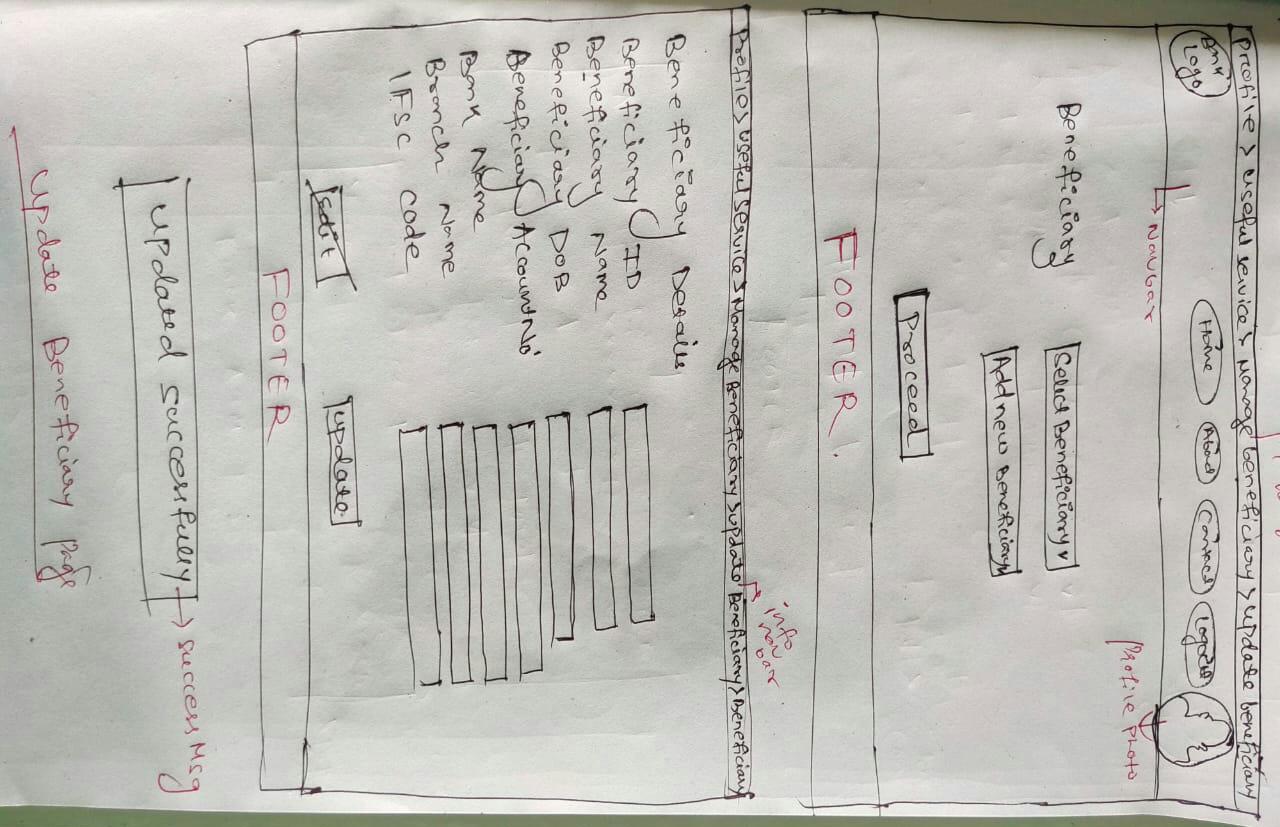 Profile > useful service > Manage beneficiary > update beneficiary
Bank Logo
Home
About
Contact
Logout
Navbar
Profile Photo
Beneficiary
Select Beneficiary v
Add new Beneficiary v
Proceed
FOOTER.
info nav bar
Profile > useful service > Manage Beneficiary > update Beneficiary > Beneficiary
Beneficiary Details
Beneficiary ID
Beneficiary Name
Beneficiary DOB
Beneficiary Account No
Bank Name
Branch Name
IFSC code
Edit
update
FOOTER
updated successfully → success Msg
update Beneficiary page